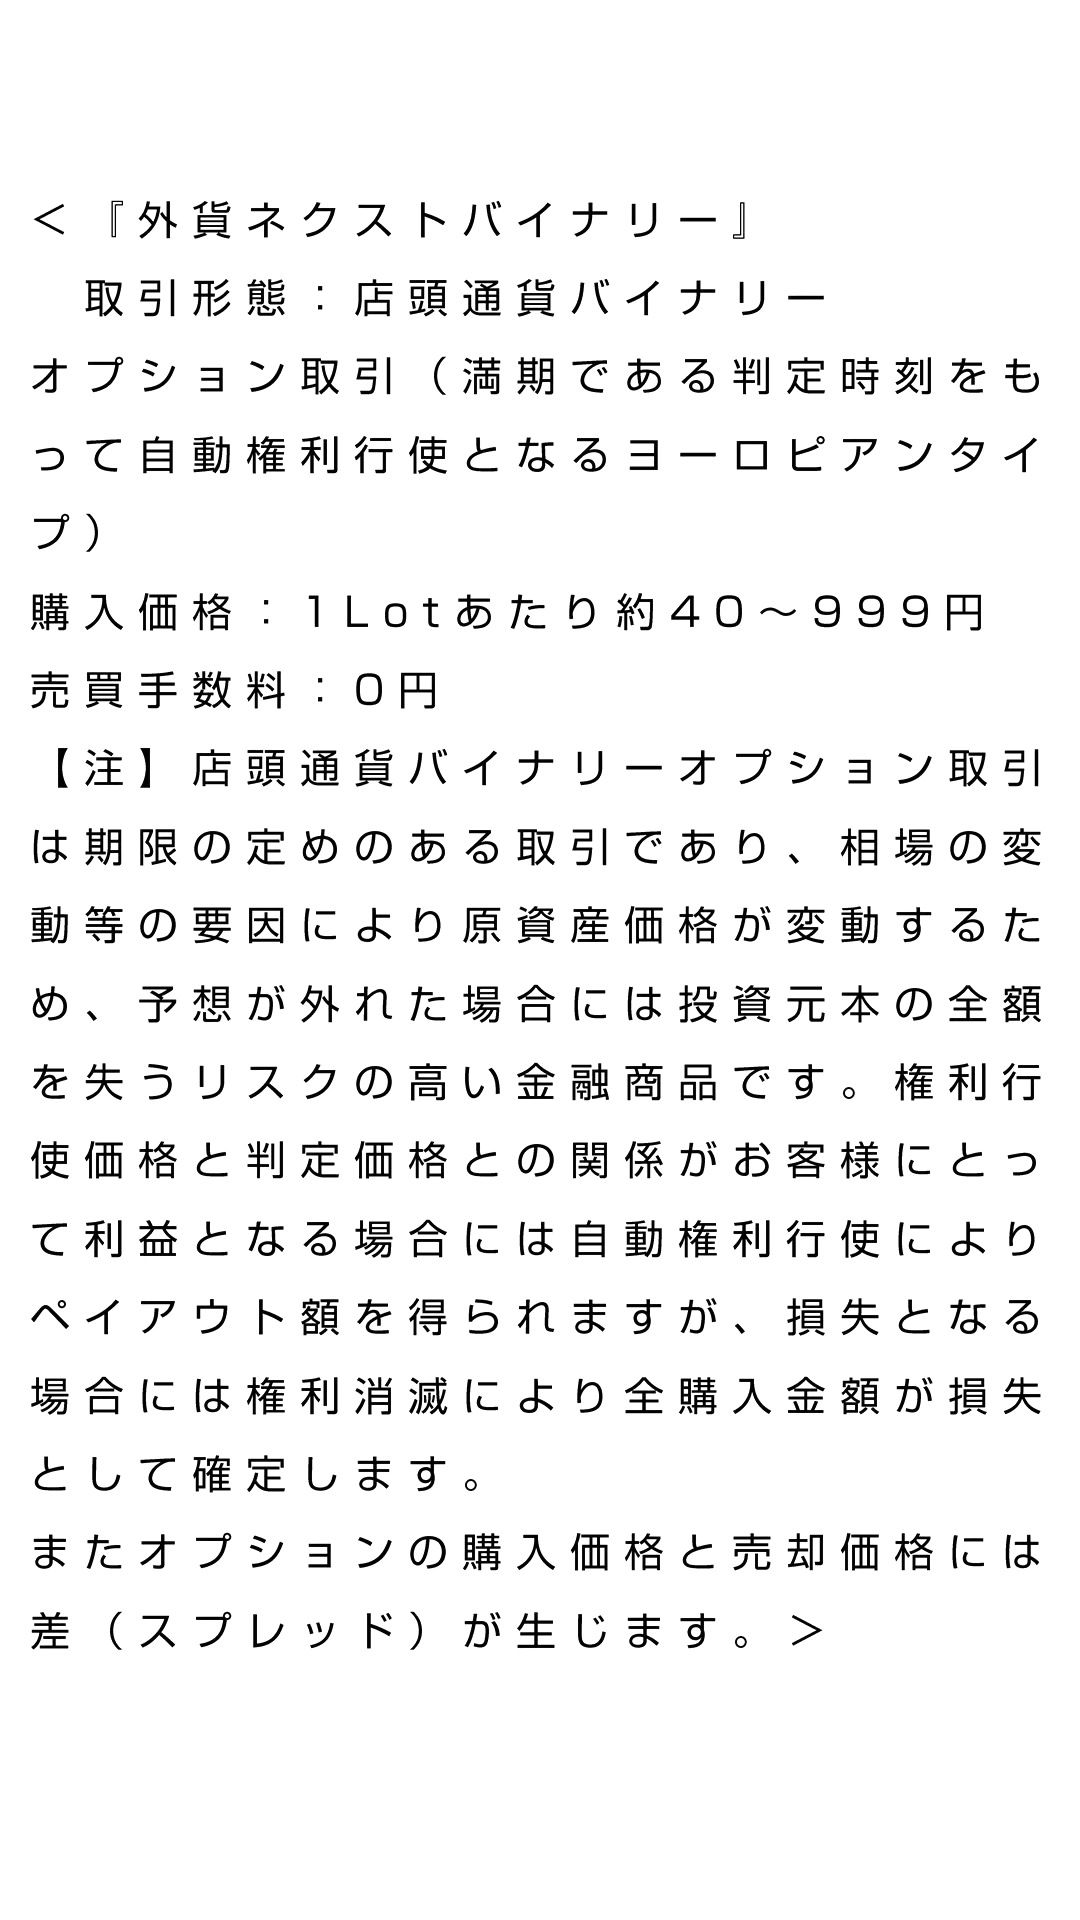 ＜『外貨ネクストバイナリー』
　取引形態：店頭通貨バイナリー
オプション取引（満期である判定時刻をも
って自動権利行使となるヨーロピアンタイ
プ）
購入価格：1Lotあたり約40～999円
売買手数料：0円
【注】店頭通貨バイナリーオプション取引
は期限の定めのある取引であり、相場の変
動等の要因により原資産価格が変動するた
め、予想が外れた場合には投資元本の全額
を失うリスクの高い金融商品です。権利行
使価格と判定価格との関係がお客様にとっ
て利益となる場合には自動権利行使により
ペイアウト額を得られますが、損失となる
場合には権利消滅により全購入金額が損失
として確定します。
またオプションの購入価格と売却価格には
差（スプレッド）が生じます。＞